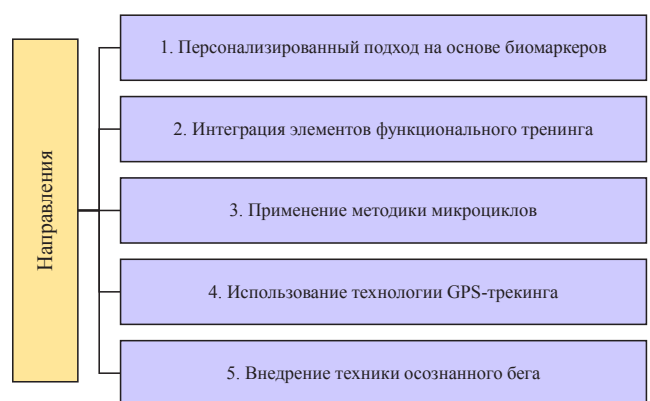 Направления
1. Персонализированный подход на основе биомаркеров
2. Интеграция элементов функционального тренинга
3. Применение методики микроциклов
4. Использование технологии GPS-трекинга
5. Внедрение техники осознанного бега